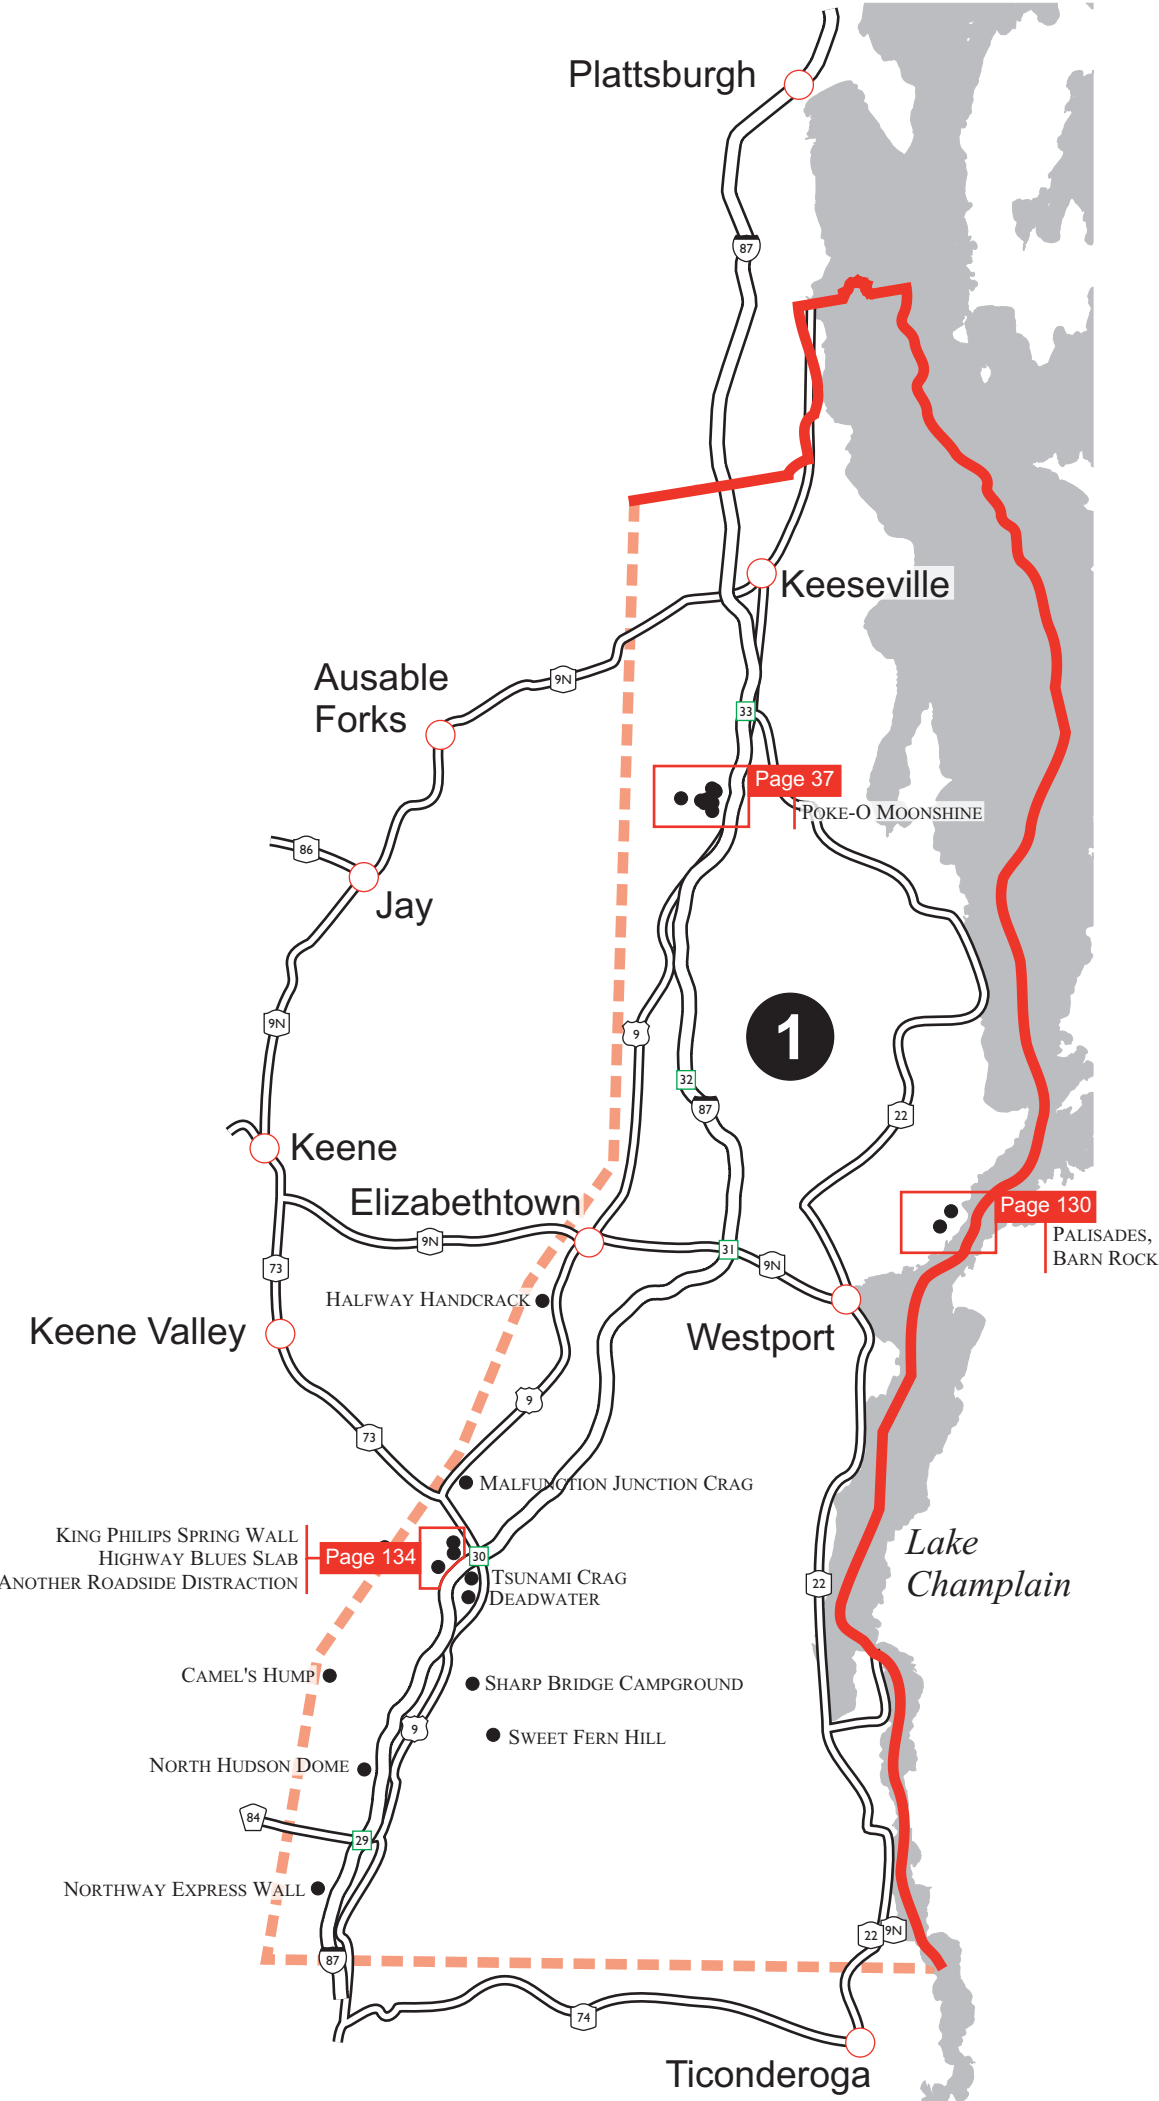 Plattsburgh
87
Keeseville
Ausable
Forks
9N
33
Page 37
POKE-O MOONSHINE
86
Jay
9N
9
1
32
87
22
Keene
Elizabethtown
Page 130
PALISADES,
BARN ROCK
9N
31
9N
73
HALFWAY HANDCRACK
Keene Valley
Westport
9
73
MALFUNCTION JUNCTION CRAG
KING PHILIPS SPRING WALL
HIGHWAY BLUES SLAB
ANOTHER ROADSIDE DISTRACTION
Page 134
30
TSUNAMI CRAG
DEADWATER
Lake
Champlain
22
CAMEL'S HUMP
SHARP BRIDGE CAMPGROUND
9
SWEET FERN HILL
NORTH HUDSON DOME
84
29
NORTHWAY EXPRESS WALL
22
9N
87
74
Ticonderoga